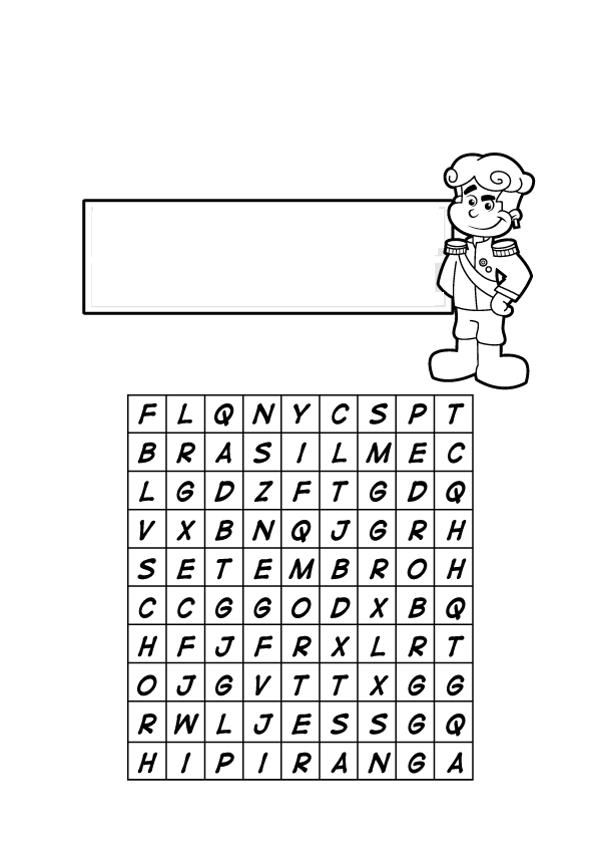 F L Q N Y C S P T
B R A S I L M E C
L G D Z F T G D Q
V X B N Q J G R H
S E T E M B R O H
C C G G O D X B Q
H F J F R X L R T
O J G V T T X G G
R W L J E S S G Q
H I P I R A N G A